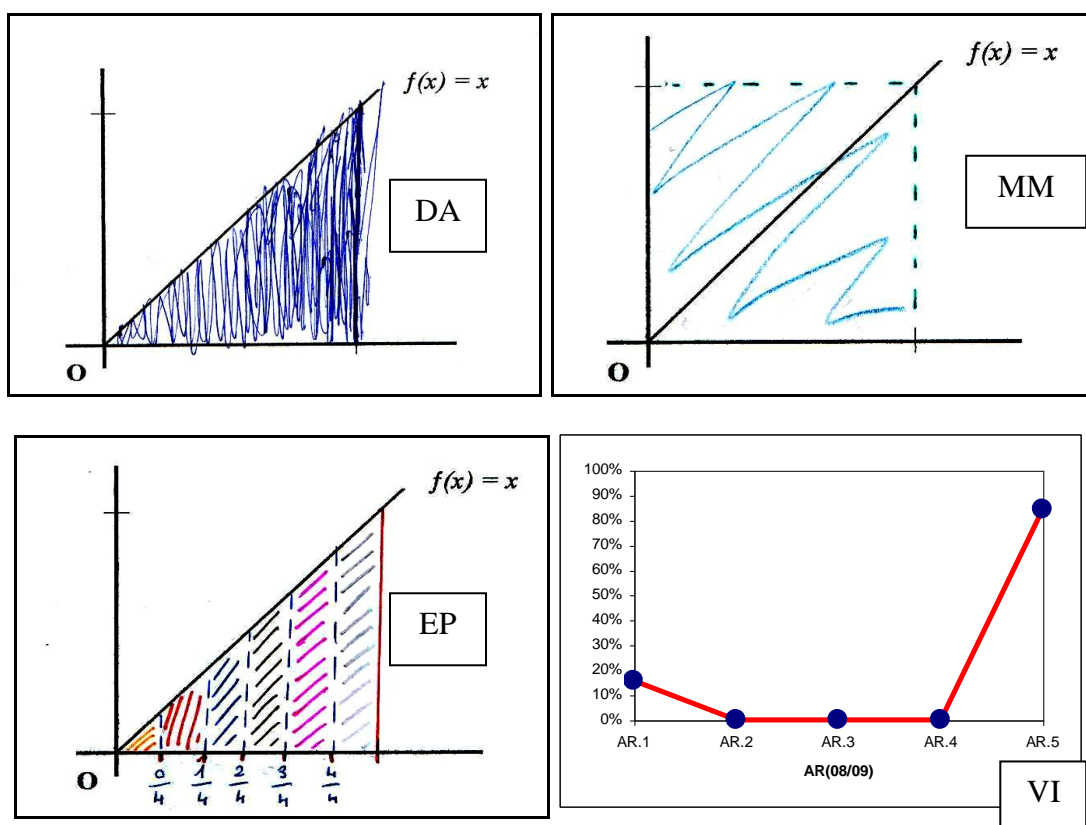 f(x) = x
DA
O
f(x) = x
MM
O
f(x) = x
EP
O
0/4 1/4 2/4 3/4 4/4
100%
90%
80%
70%
60%
50%
40%
30%
20%
10%
0%
AR.1 AR.2 AR.3 AR.4 AR.5
AR(08/09)
VI